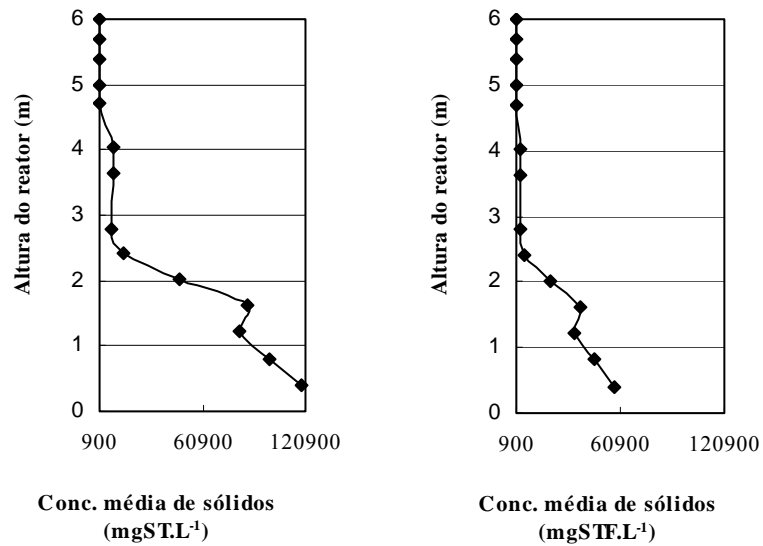 6
5
4
3
2
1
0
Altura do reator (m)
900 60900 120900
Conc. média de sólidos
(mgST.L-1)
6
5
4
3
2
1
0
Altura do reator (m)
900 60900 120900
Conc. média de sólidos
(mgSTF.L-1)